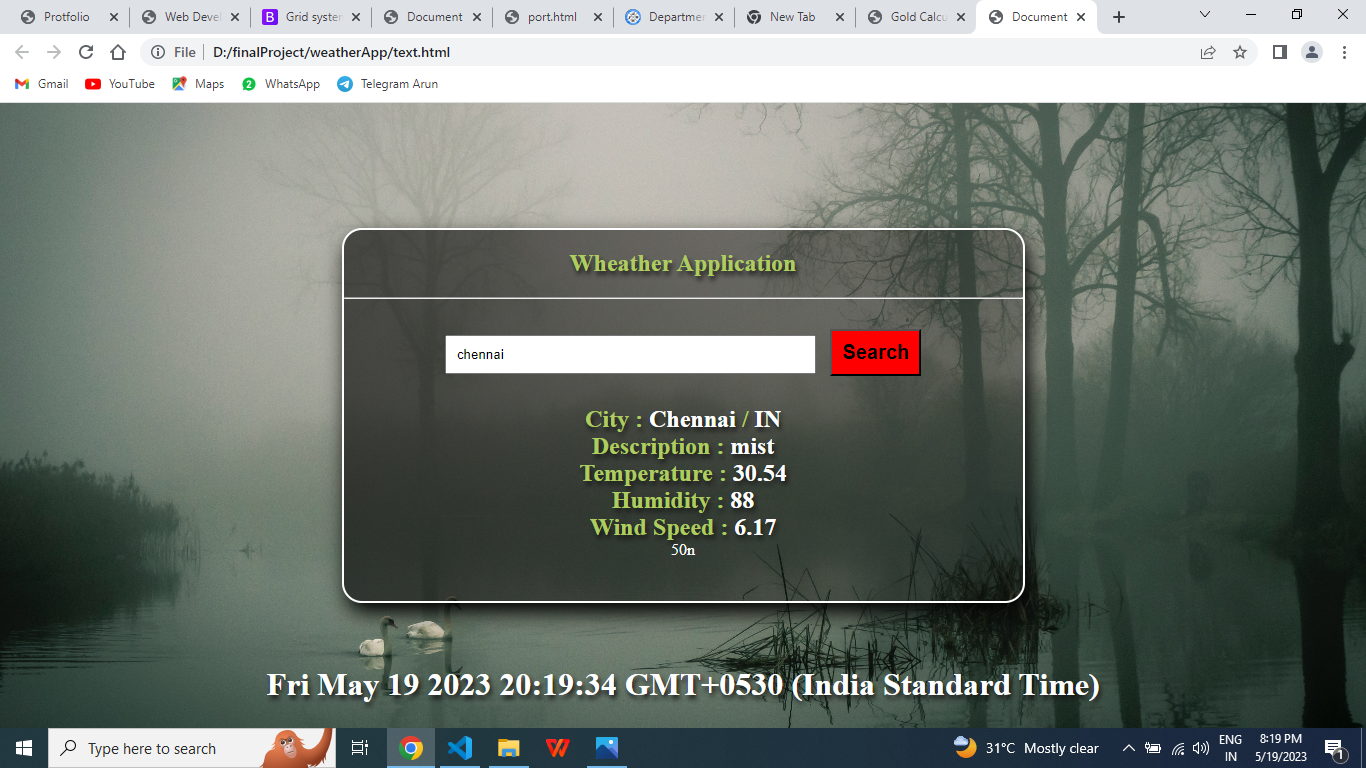 Protfolio
Web Devel
Grid system
Document
port.html
Departmen
New Tab
Gold Calcu
Document
File
D:/finalProject/weatherApp/text.html
Gmail
YouTube
Maps
2
WhatsApp
Telegram Arun
Wheather Application
chennai
Search
City : Chennai / IN
Description : mist
Temperature : 30.54
Humidity : 88
Wind Speed : 6.17
50n
Fri May 19 2023 20:19:34 GMT+0530 (India Standard Time)
Type here to search
31°C Mostly clear
ENG
IN
8:19 PM
5/19/2023
1